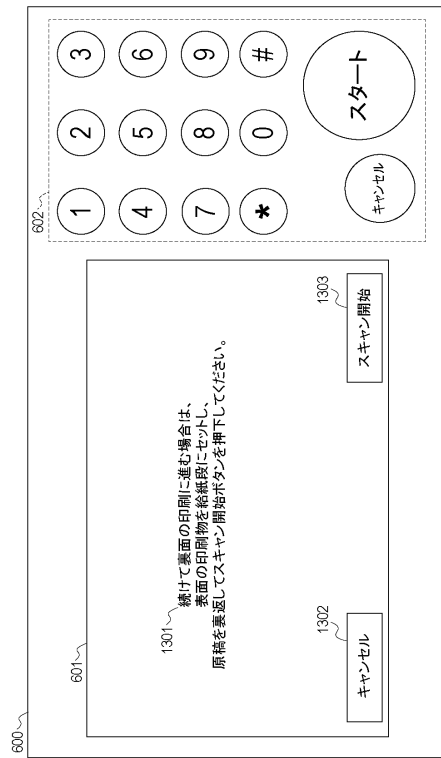 600
601
602
1301
続けて裏面の印刷に進む場合は、
表面の印刷物を給紙段にセットし、
原稿を裏返してスキャン開始ボタンを押下してください。
1302
キャンセル
1303
スキャン開始
1 2 3
4 5 6
7 8 9
* 0 #
キャンセル
スタート